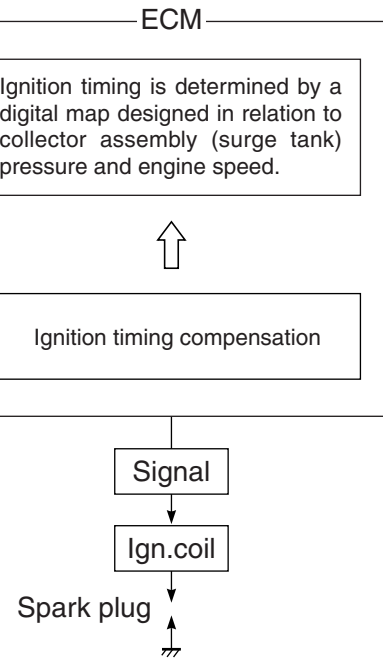 ECM
Ignition timing is determined by a
digital map designed in relation to
collector assembly (surge tank)
pressure and engine speed.
Ignition timing compensation
Signal
Ign.coil
Spark plug